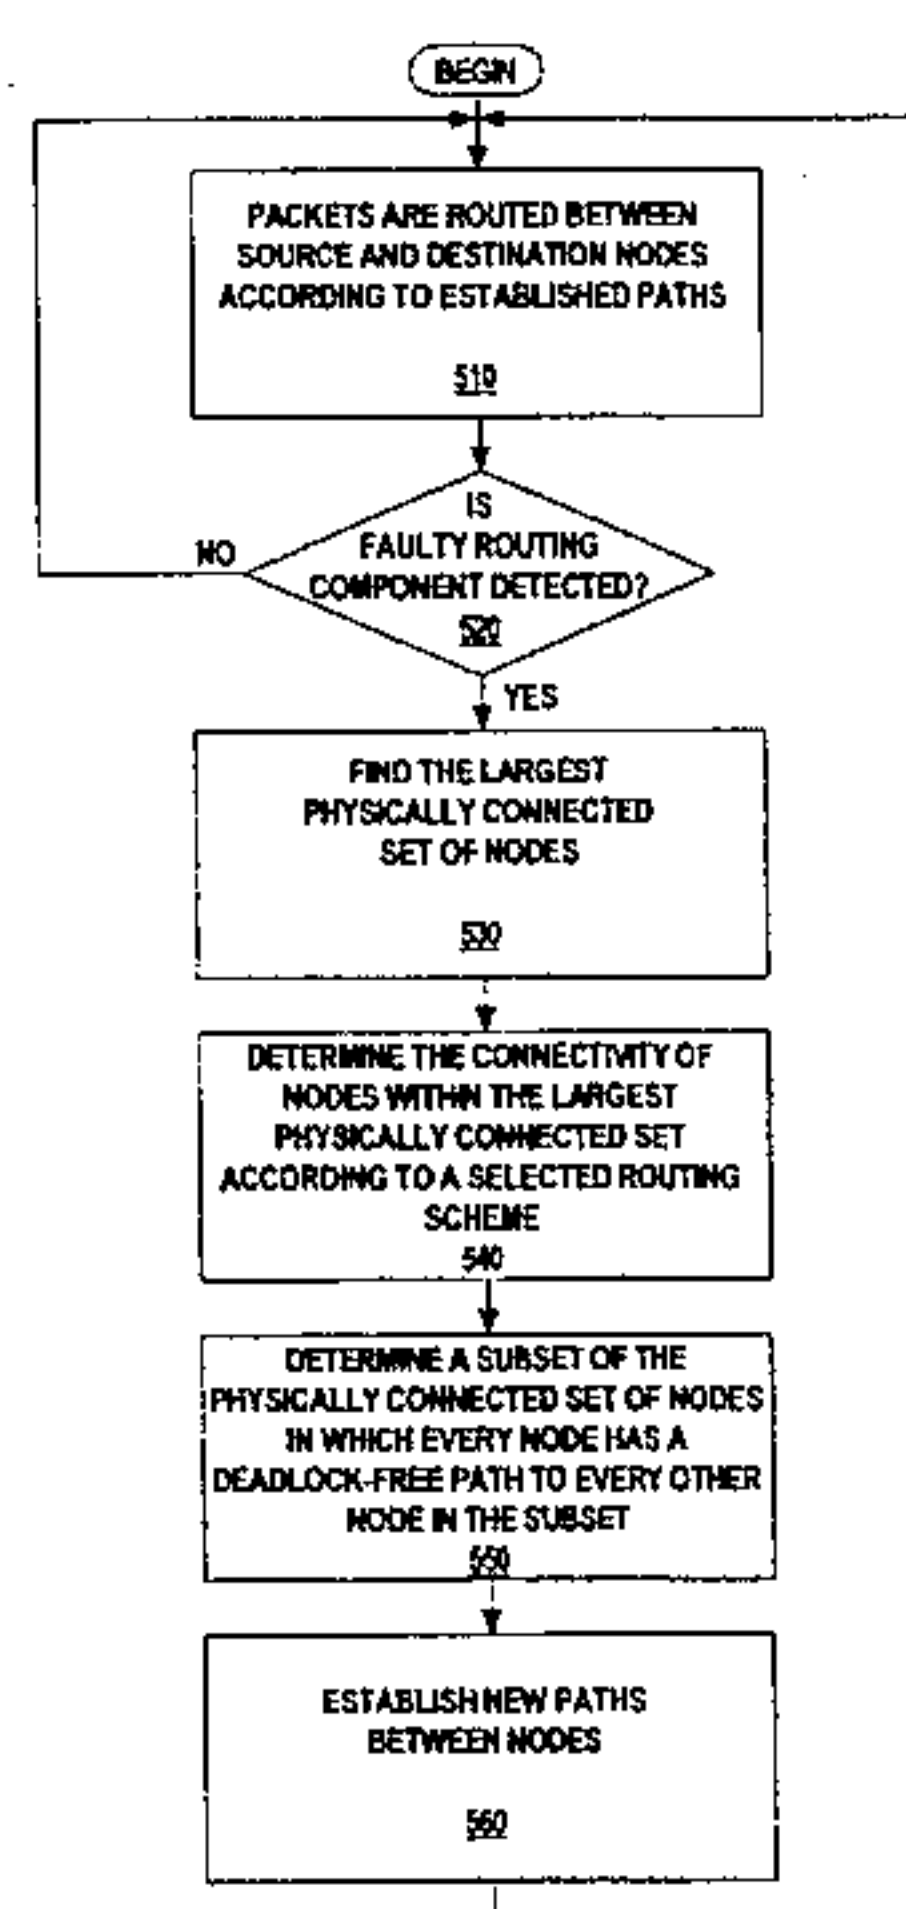 BEGIN
PACKETS ARE ROUTED BETWEEN
SOURCE AND DESTINATION NODES
ACCORDING TO ESTABLISHED PATHS
510
IS
FAULTY ROUTING
COMPONENT DETECTED?
520
NO
YES
FIND THE LARGEST
PHYSICALLY CONNECTED
SET OF NODES
530
DETERMINE THE CONNECTIVITY OF
NODES WITHIN THE LARGEST
PHYSICALLY CONNECTED SET
ACCORDING TO A SELECTED ROUTING
SCHEME
540
DETERMINE A SUBSET OF THE
PHYSICALLY CONNECTED SET OF NODES
IN WHICH EVERY NODE HAS A
DEADLOCK-FREE PATH TO EVERY OTHER
NODE IN THE SUBSET
550
ESTABLISH NEW PATHS
BETWEEN NODES
560